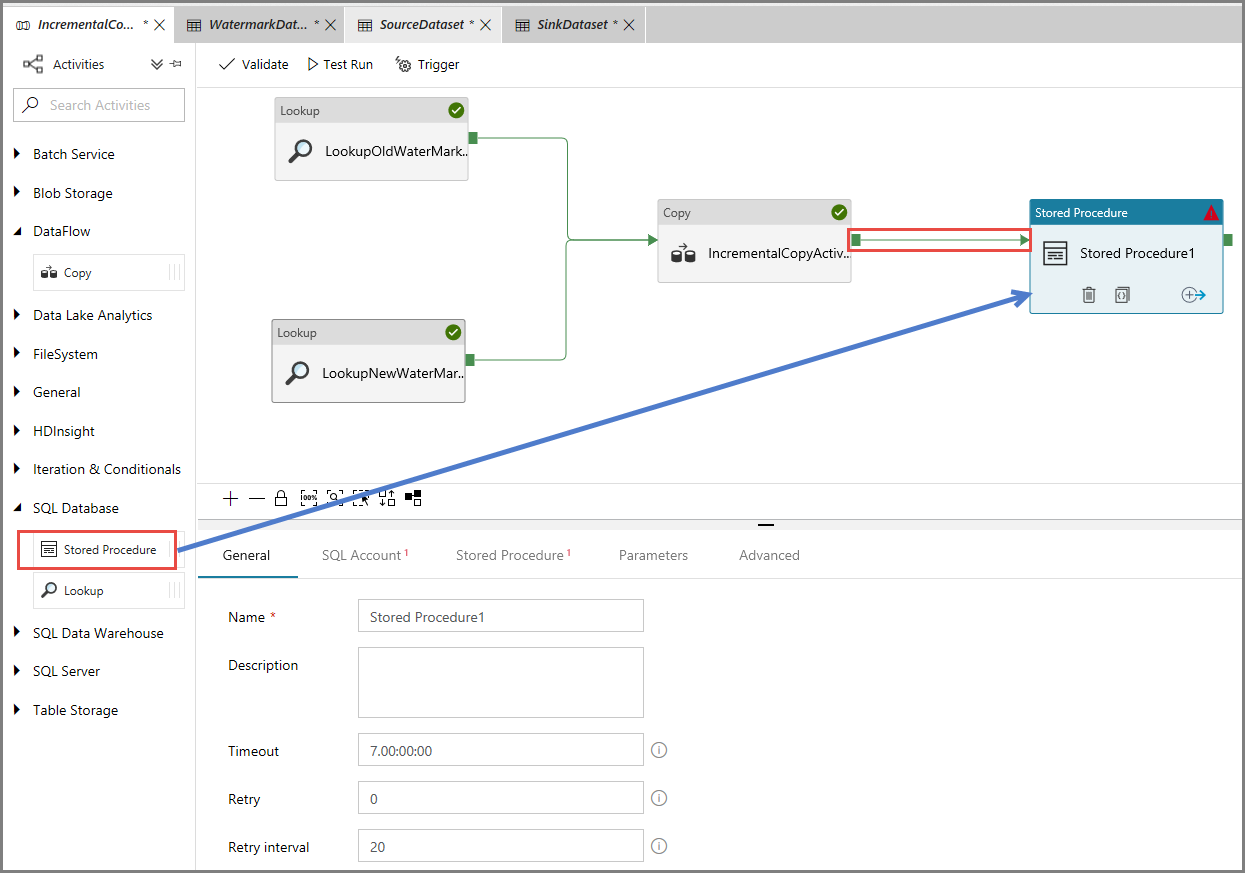 IncrementalCo... *
WatermarkDat... *
SourceDataset *
SinkDataset *
Activities
Validate
Test Run
Trigger
Search Activities
Batch Service
Blob Storage
DataFlow
Copy
Data Lake Analytics
FileSystem
General
HDInsight
Iteration & Conditionals
SQL Database
Stored Procedure
Lookup
SQL Data Warehouse
SQL Server
Table Storage
Lookup
LookupOldWaterMark..
Lookup
LookupNewWaterMar..
Copy
IncrementalCopyActiv..
Stored Procedure
Stored Procedure1
100%
General
SQL Account 1
Stored Procedure 1
Parameters
Advanced
Name *
Stored Procedure1
Description
Timeout
7.00:00:00
Retry
0
Retry interval
20